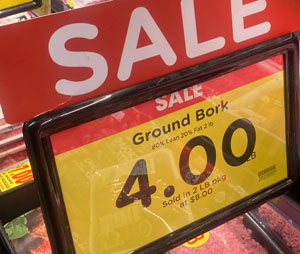 SALE
SALE
Ground Bork
80% Lean 20% Fat 2 lb
4.00 LB
Sold in 2 LB pkg
at $8.00